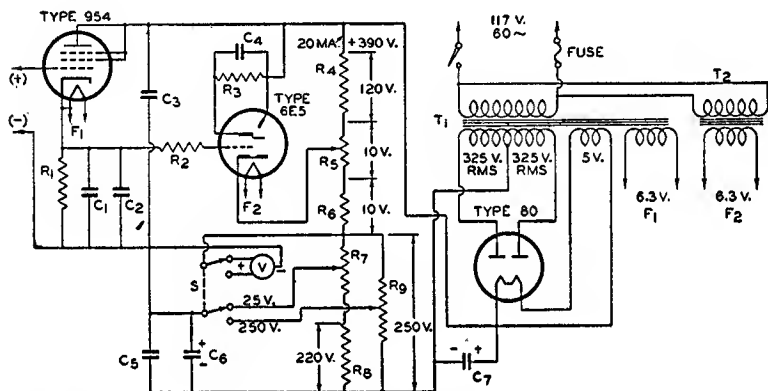 TYPE 954
(+)
(-)
F1
R1
C1
C2
C3
R2
C4
R3
TYPE
6E5
F2
20 MA.
+390 V.
R4
120 V.
R5
10 V.
R6
10 V.
S
+ V -
R7
R9
25 V.
250 V.
250 V.
220 V.
R8
C5
+
-
C6
- +
C7
117 V.
60~
FUSE
T1
T2
325 V.
RMS
325 V.
RMS
5 V.
6.3 V.
F1
6.3 V.
F2
TYPE 80